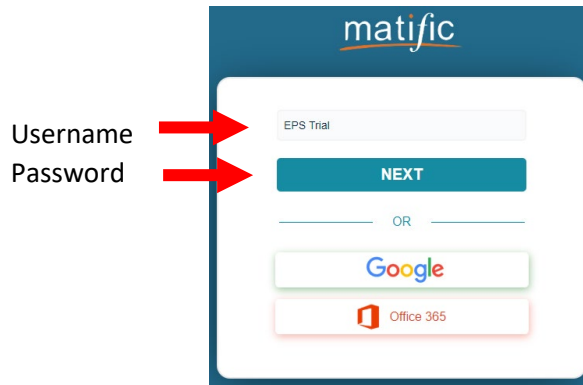 matific
Username
EPS Trial
Password
NEXT
OR
Google
Office 365